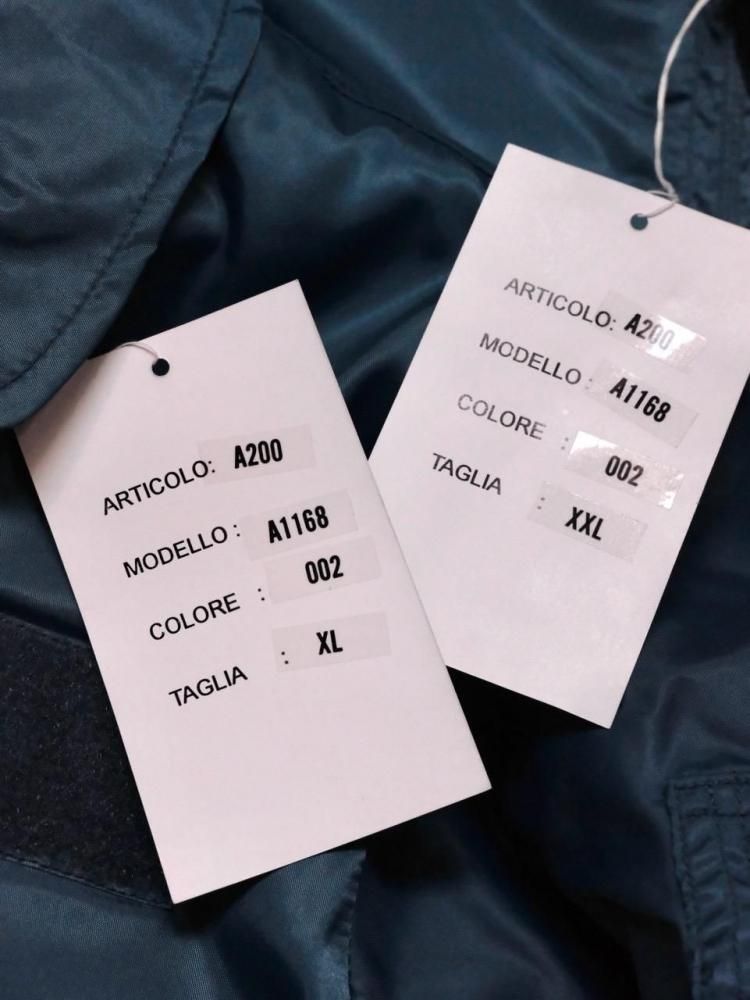 ARTICOLO: A200
MODELLO : A1168
COLORE : 002
TAGLIA : XL
ARTICOLO: A200
MODELLO : A1168
COLORE : 002
TAGLIA : XXL